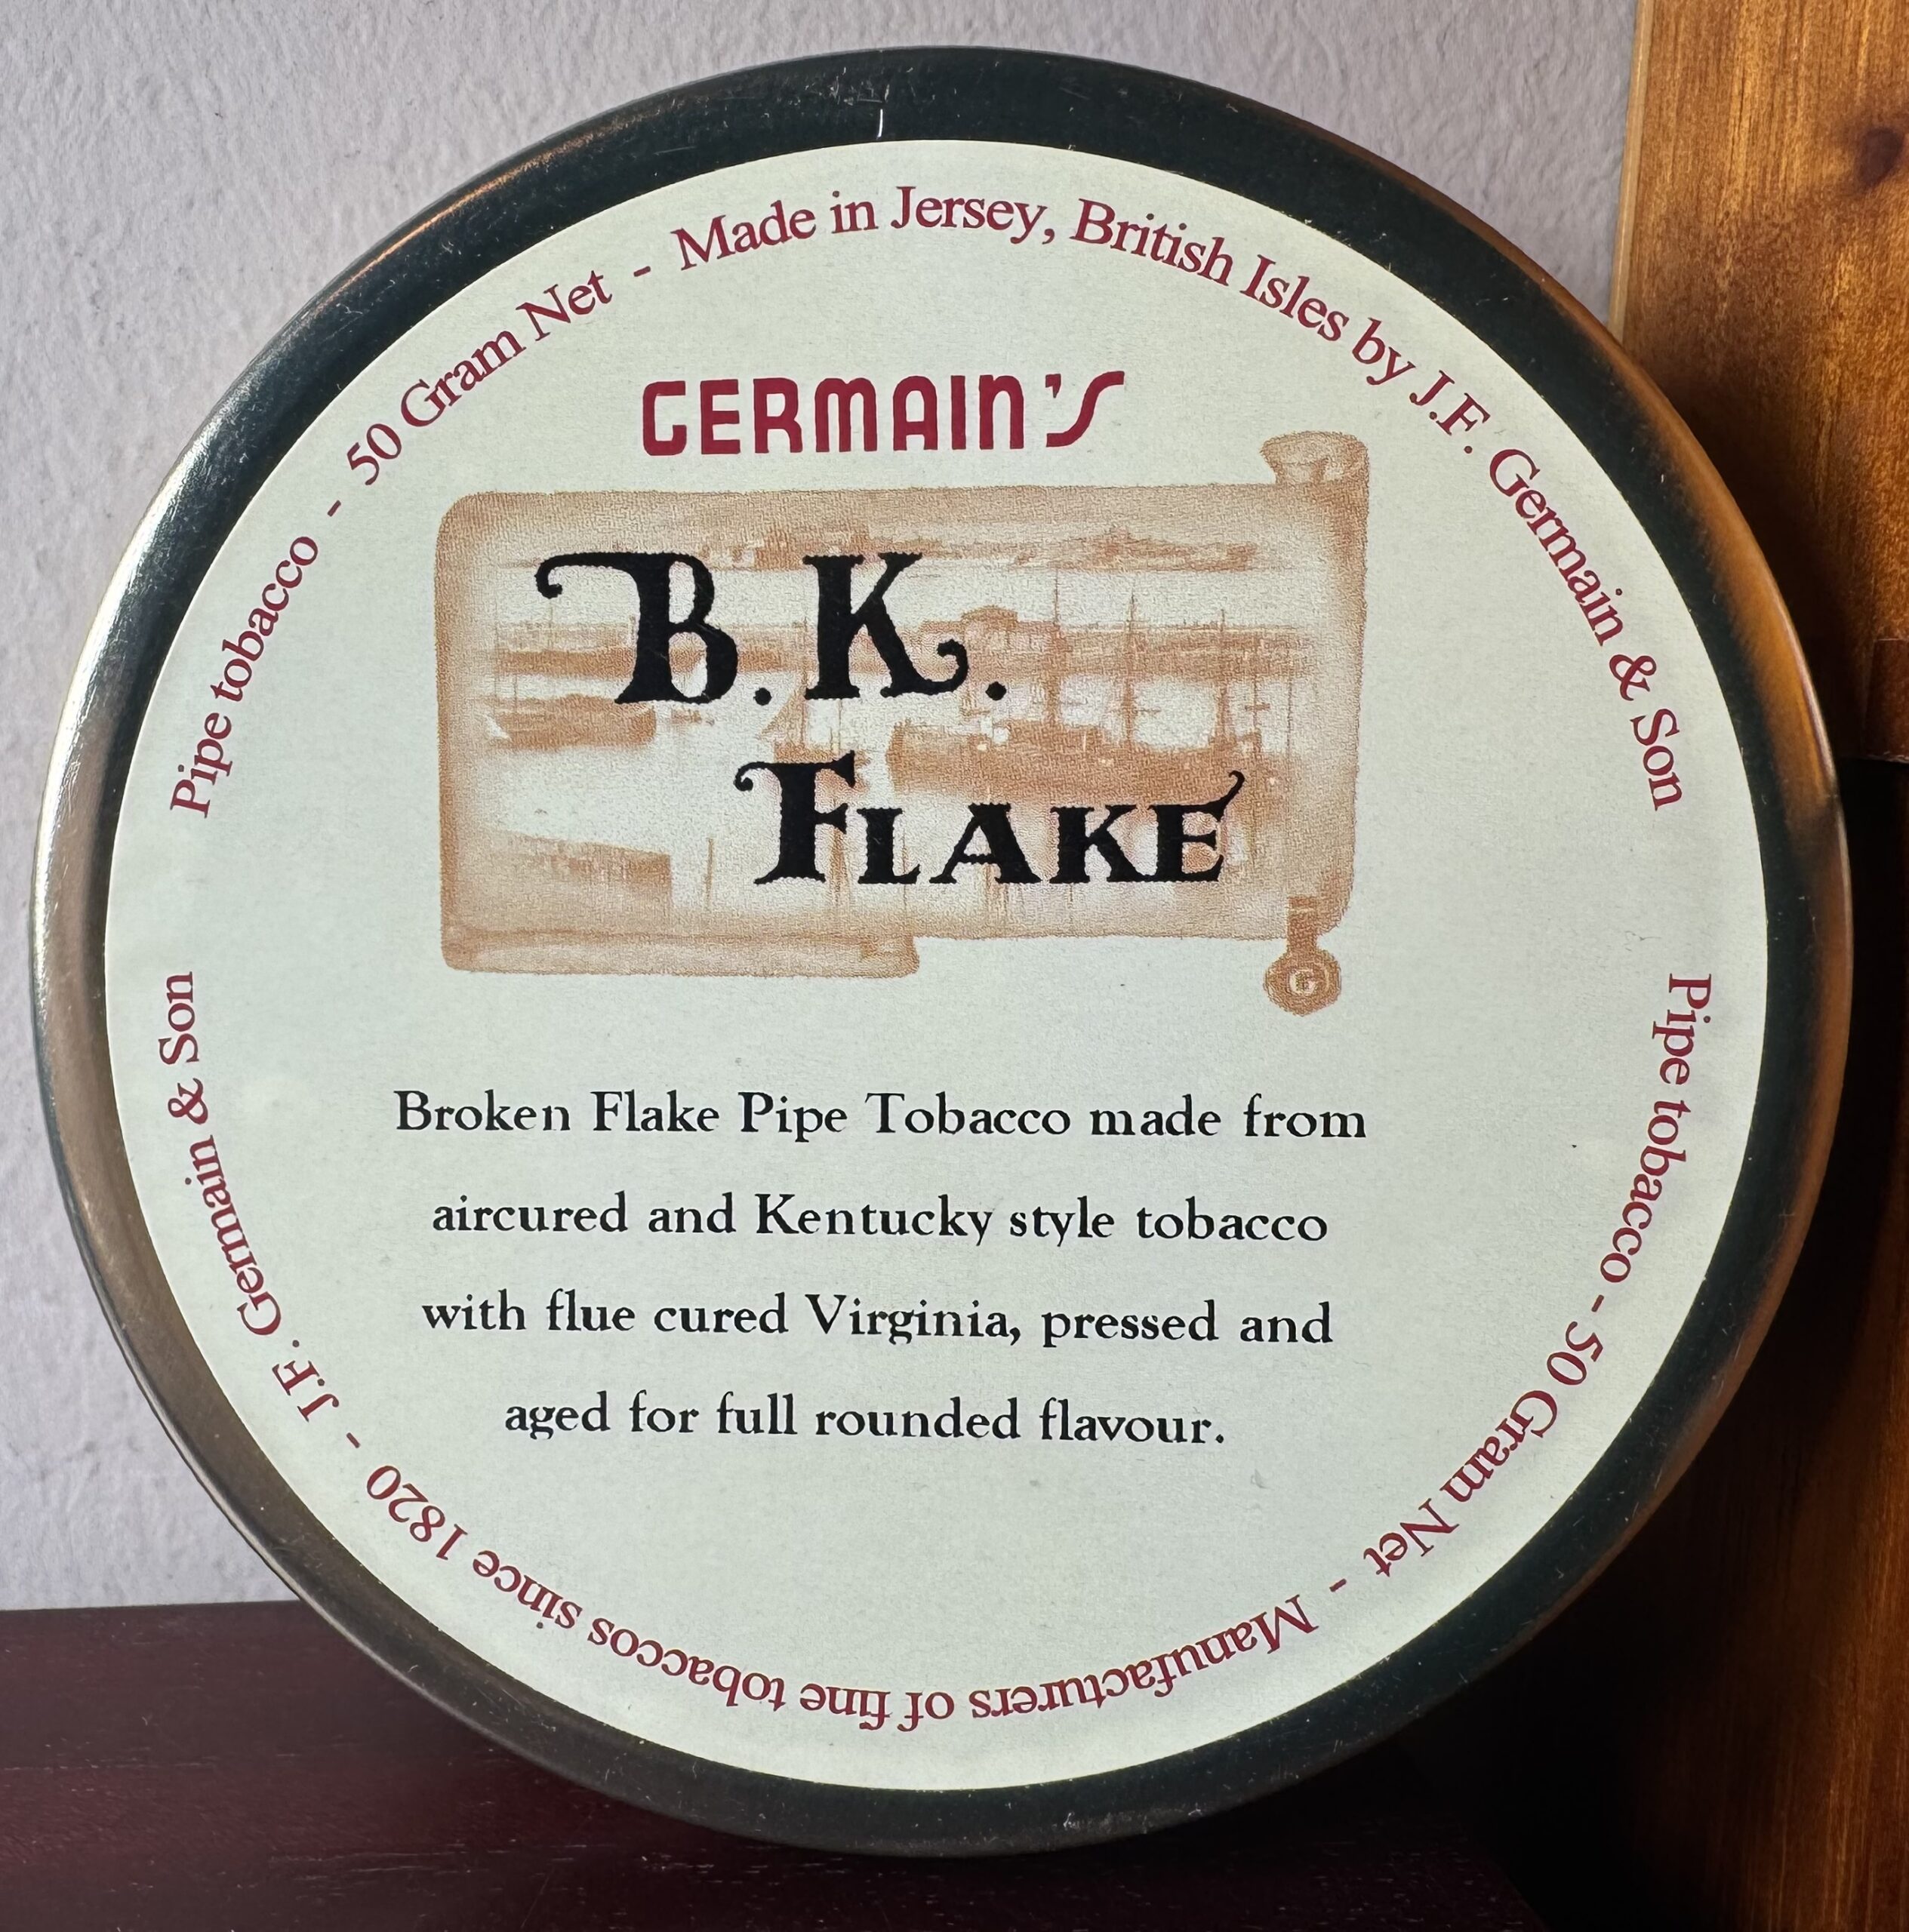 Pipe tobacco - 50 Gram Net - Made in Jersey, British Isles by J.F. Germain & Son
GERMAIN'S
B.K.
FLAKE
G
Broken Flake Pipe Tobacco made from
aircured and Kentucky style tobacco
with flue cured Virginia, pressed and
aged for full rounded flavour.
Pipe tobacco - 50 Gram Net - Manufacturers of fine tobaccos since 1820 - J.F. Germain & Son